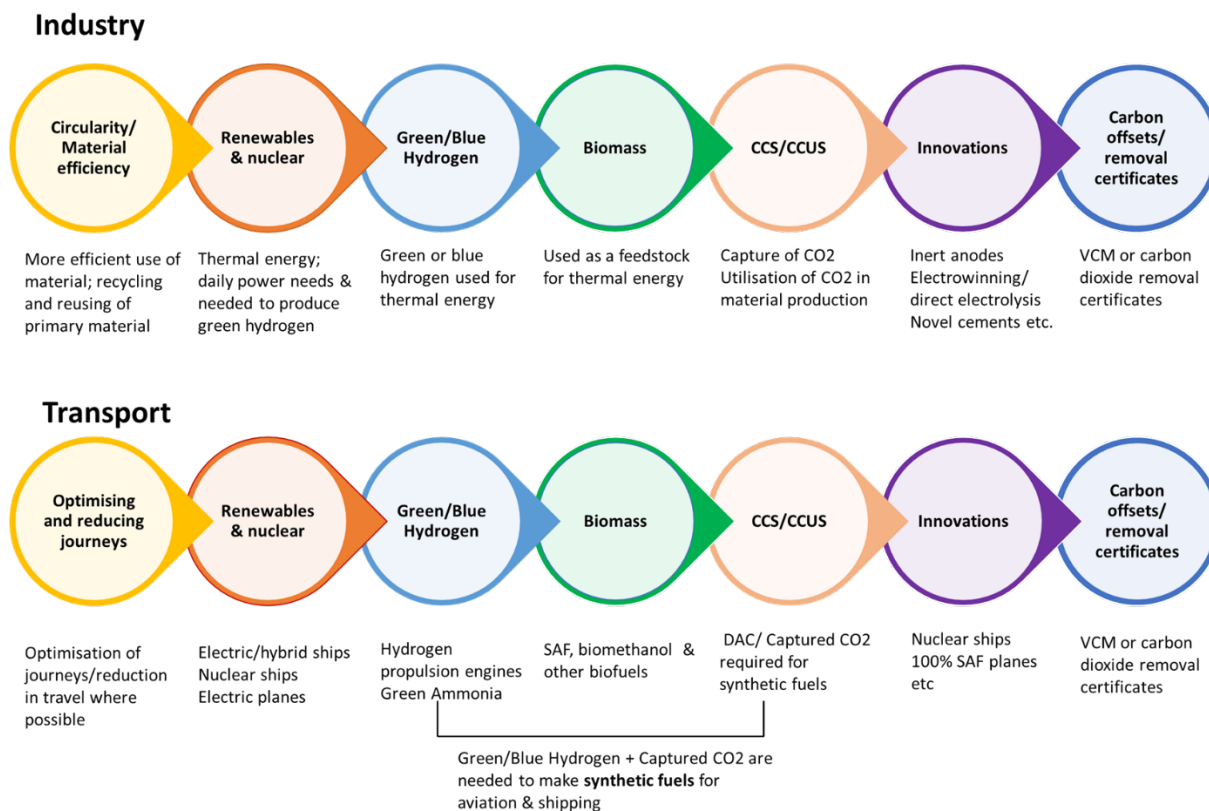 Industry
Circularity/
Material
efficiency
Renewables
& nuclear
Green/Blue
Hydrogen
Biomass
CCS/CCUS
Innovations
Carbon
offsets/
removal
certificates
More efficient use of
material; recycling
and reusing of
primary material
Thermal energy;
daily power needs &
needed to produce
green hydrogen
Green or blue
hydrogen used for
thermal energy
Used as a feedstock
for thermal energy
Capture of CO2
Utilisation of CO2 in
material production
Inert anodes
Electrowinning/
direct electrolysis
Novel cements etc.
VCM or carbon
dioxide removal
certificates
Transport
Optimising
and reducing
journeys
Renewables
& nuclear
Green/Blue
Hydrogen
Biomass
CCS/CCUS
Innovations
Carbon
offsets/
removal
certificates
Optimisation of
journeys/reduction
in travel where
possible
Electric/hybrid ships
Nuclear ships
Electric planes
Hydrogen
propulsion engines
Green Ammonia
SAF, biomethanol &
other biofuels
DAC/ Captured CO2
required for
synthetic fuels
Nuclear ships
100% SAF planes
etc
VCM or carbon
dioxide removal
certificates
Green/Blue Hydrogen + Captured CO2 are
needed to make synthetic fuels for
aviation & shipping